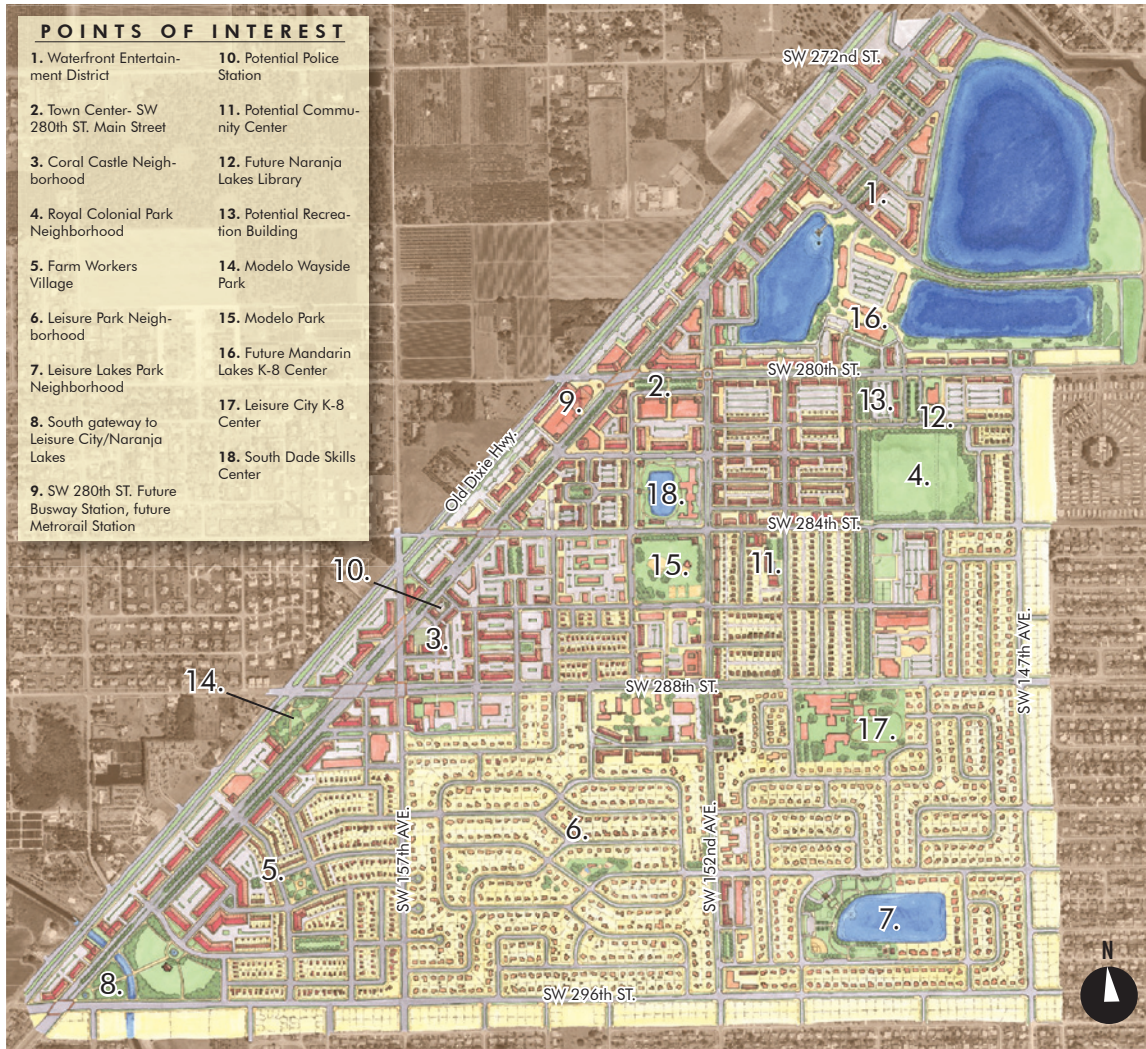 POINTS OF INTEREST
1. Waterfront Entertain-
ment District
2. Town Center- SW
280th ST. Main Street
3. Coral Castle Neigh-
borhood
4. Royal Colonial Park
Neighborhood
5. Farm Workers
Village
6. Leisure Park Neigh-
borhood
7. Leisure Lakes Park
Neighborhood
8. South gateway to
Leisure City/Naranja
Lakes
9. SW 280th ST. Future
Busway Station, future
Metrorail Station
10. Potential Police
Station
11. Potential Commu-
nity Center
12. Future Naranja
Lakes Library
13. Potential Recrea-
tion Building
14. Modelo Wayside
Park
15. Modelo Park
16. Future Mandarin
Lakes K-8 Center
17. Leisure City K-8
Center
18. South Dade Skills
Center
SW 272nd ST.
1.
16.
SW 280th ST.
2.
9.
13.
12.
Old Dixie Hwy.
4.
18.
SW 284th ST.
10.
15.
11.
3.
SW 147th AVE.
14.
SW 288th ST.
17.
6.
SW 157th AVE.
SW 152nd AVE.
5.
7.
8.
SW 296th ST.
N